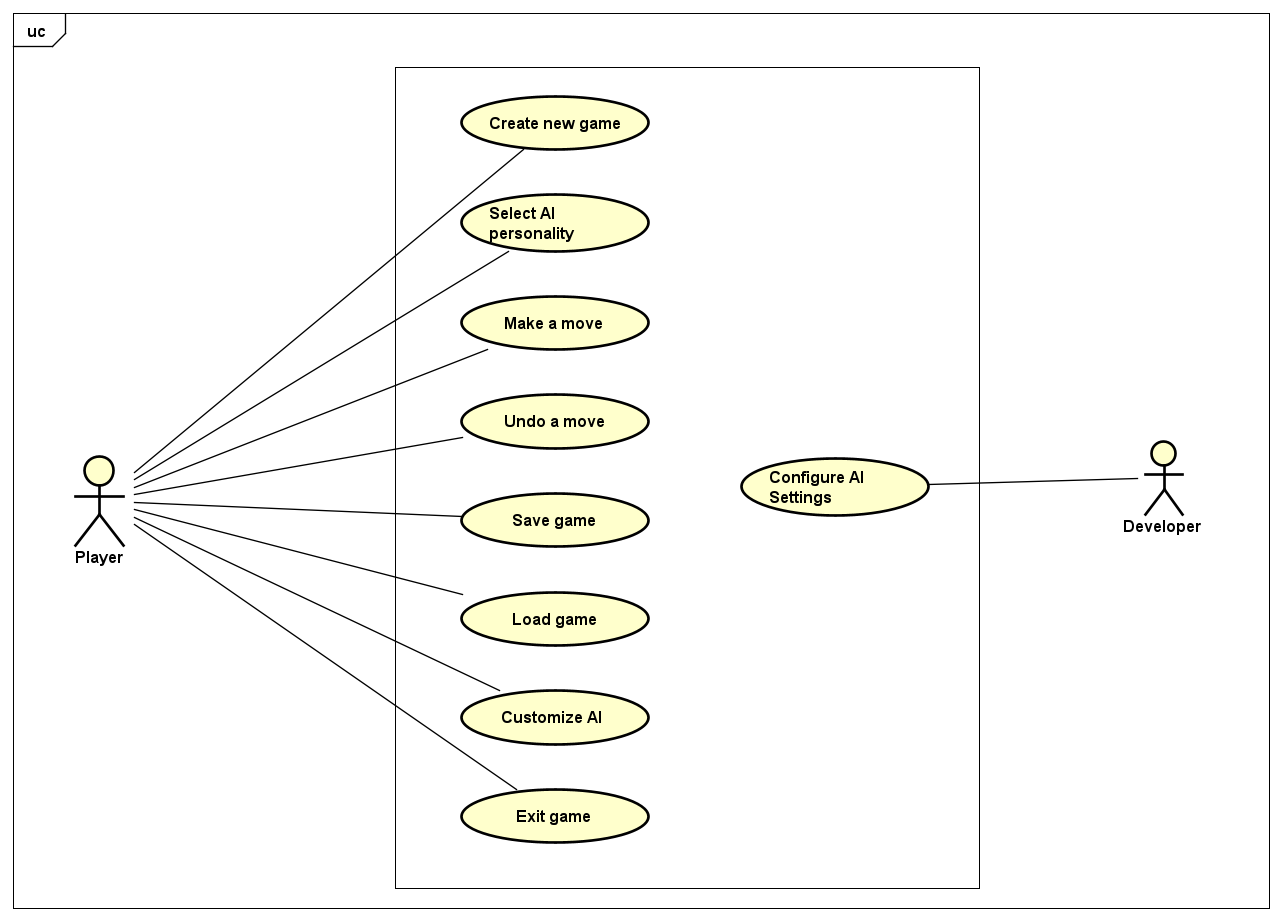 uc
Create new game
Select AI
personality
Make a move
Undo a move
Configure AI
Settings
Save game
Developer
Player
Load game
Customize AI
Exit game